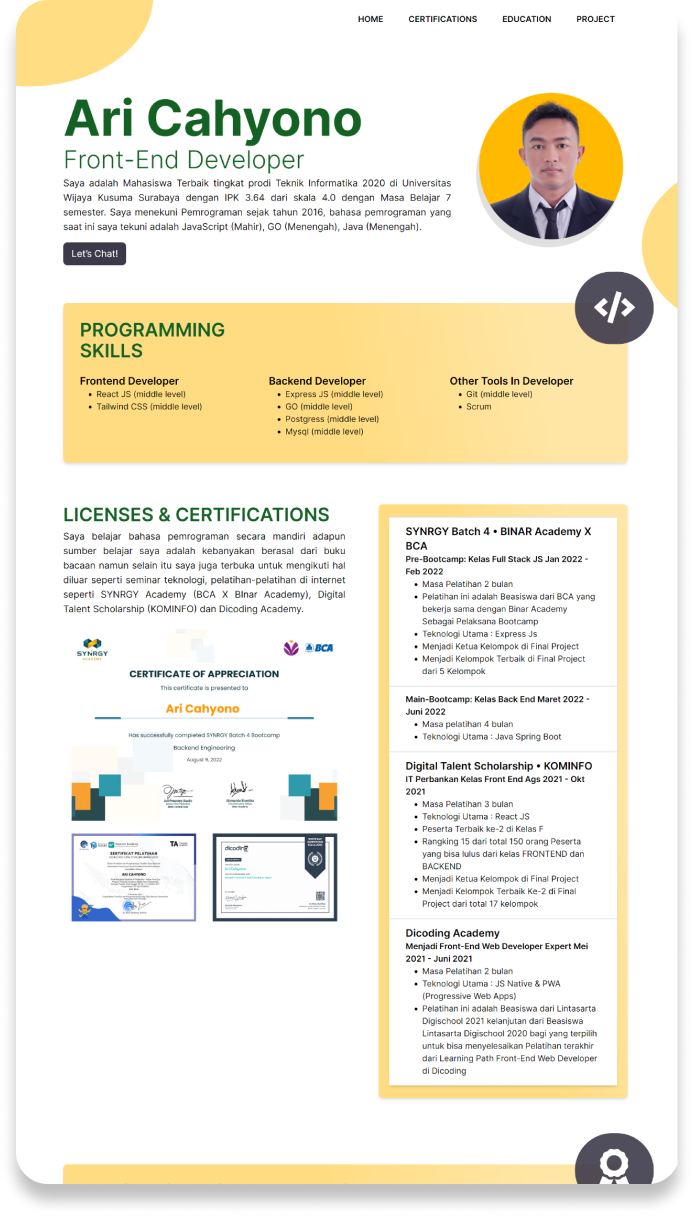 HOME CERTIFICATIONS EDUCATION PROJECT
Ari Cahyono
Front-End Developer
Saya adalah Mahasiswa Terbaik tingkat prodi Teknik Informatika 2020 di Universitas
Wijaya Kusuma Surabaya dengan IPK 3.64 dari skala 4.0 dengan Masa Belajar 7
semester. Saya menekuni Pemrograman sejak tahun 2016, bahasa pemrograman yang
saat ini saya tekuni adalah JavaScript (Mahir), GO (Menengah), Java (Menengah).
Let's Chat!
PROGRAMMING
SKILLS
Frontend Developer
• React JS (middle level)
• Tailwind CSS (middle level)
Backend Developer
• Express JS (middle level)
• GO (middle level)
• Postgress (middle level)
• Mysql (middle level)
Other Tools In Developer
• Git (middle level)
• Scrum
LICENSES & CERTIFICATIONS
Saya belajar bahasa pemrograman secara mandiri adapun
sumber belajar saya adalah kebanyakan berasal dari buku
bacaan namun selain itu saya juga terbuka untuk mengikuti hal
diluar seperti seminar teknologi, pelatihan-pelatihan di internet
seperti SYNRGY Academy (BCA X BInar Academy), Digital
Talent Scholarship (KOMINFO) dan Dicoding Academy.
SYNRGY
ACADEMY
BCA
CERTIFICATE OF APPRECIATION
This certificate is presented to
Ari Cahyono
Has successfully completed SYNRGY Batch 4 Bootcamp
Backend Engineering
August 9, 2022
SERTIFIKAT PELATIHAN
ARI CAHYONO
TA
dicoding
Ari Cahyono
SYNRGY Batch 4 • BINAR Academy X
BCA
Pre-Bootcamp: Kelas Full Stack JS Jan 2022 -
Feb 2022
• Masa Pelatihan 2 bulan
• Pelatihan ini adalah Beasiswa dari BCA yang
bekerja sama dengan Binar Academy
Sebagai Pelaksana Bootcamp
• Teknologi Utama : Express Js
• Menjadi Ketua Kelompok di Final Project
• Menjadi Kelompok Terbaik di Final Project
dari 5 Kelompok
Main-Bootcamp: Kelas Back End Maret 2022 -
Juni 2022
• Masa pelatihan 4 bulan
• Teknologi Utama : Java Spring Boot
Digital Talent Scholarship • KOMINFO
IT Perbankan Kelas Front End Ags 2021 - Okt
2021
• Masa Pelatihan 3 bulan
• Teknologi Utama : React JS
• Peserta Terbaik ke-2 di Kelas F
• Rangking 15 dari total 150 orang Peserta
yang bisa lulus dari kelas FRONTEND dan
BACKEND
• Menjadi Ketua Kelompok di Final Project
• Menjadi Kelompok Terbaik Ke-2 di Final
Project dari total 17 kelompok
Dicoding Academy
Menjadi Front-End Web Developer Expert Mei
2021 - Juni 2021
• Masa Pelatihan 2 bulan
• Teknologi Utama : JS Native & PWA
(Progressive Web Apps)
• Pelatihan ini adalah Beasiswa dari Lintasarta
Digischool 2021 kelanjutan dari Beasiswa
Lintasarta Digischool 2020 bagi yang terpilih
untuk bisa menyelesaikan Pelatihan terakhir
dari Learning Path Front-End Web Developer
di Dicoding